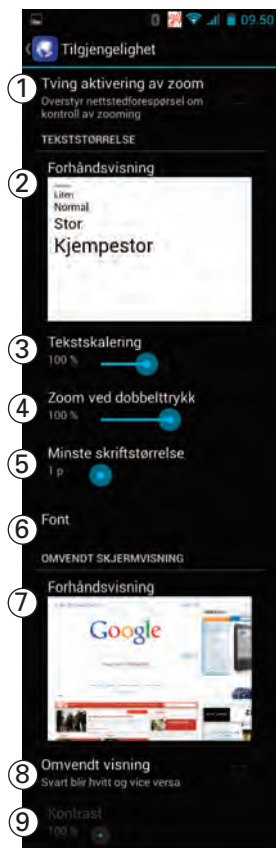 09.50
Tilgjengelighet
1 Tving aktivering av zoom
Overstyr nettstedforespørsel om
kontroll av zooming
TEKSTSTØRRELSE
Forhåndsvisning
2
Liten
Normal
Stor
Kjempestor
3 Tekstskalering
100 %
Zoom ved dobbelttrykk
4 100 %
5 Minste skriftstørrelse
1 p
6 Font
OMVENDT SKJERMVISNING
Forhåndsvisning
7
Google
8 Omvendt visning
Svart blir hvitt og vice versa
9 Kontrast
100 %